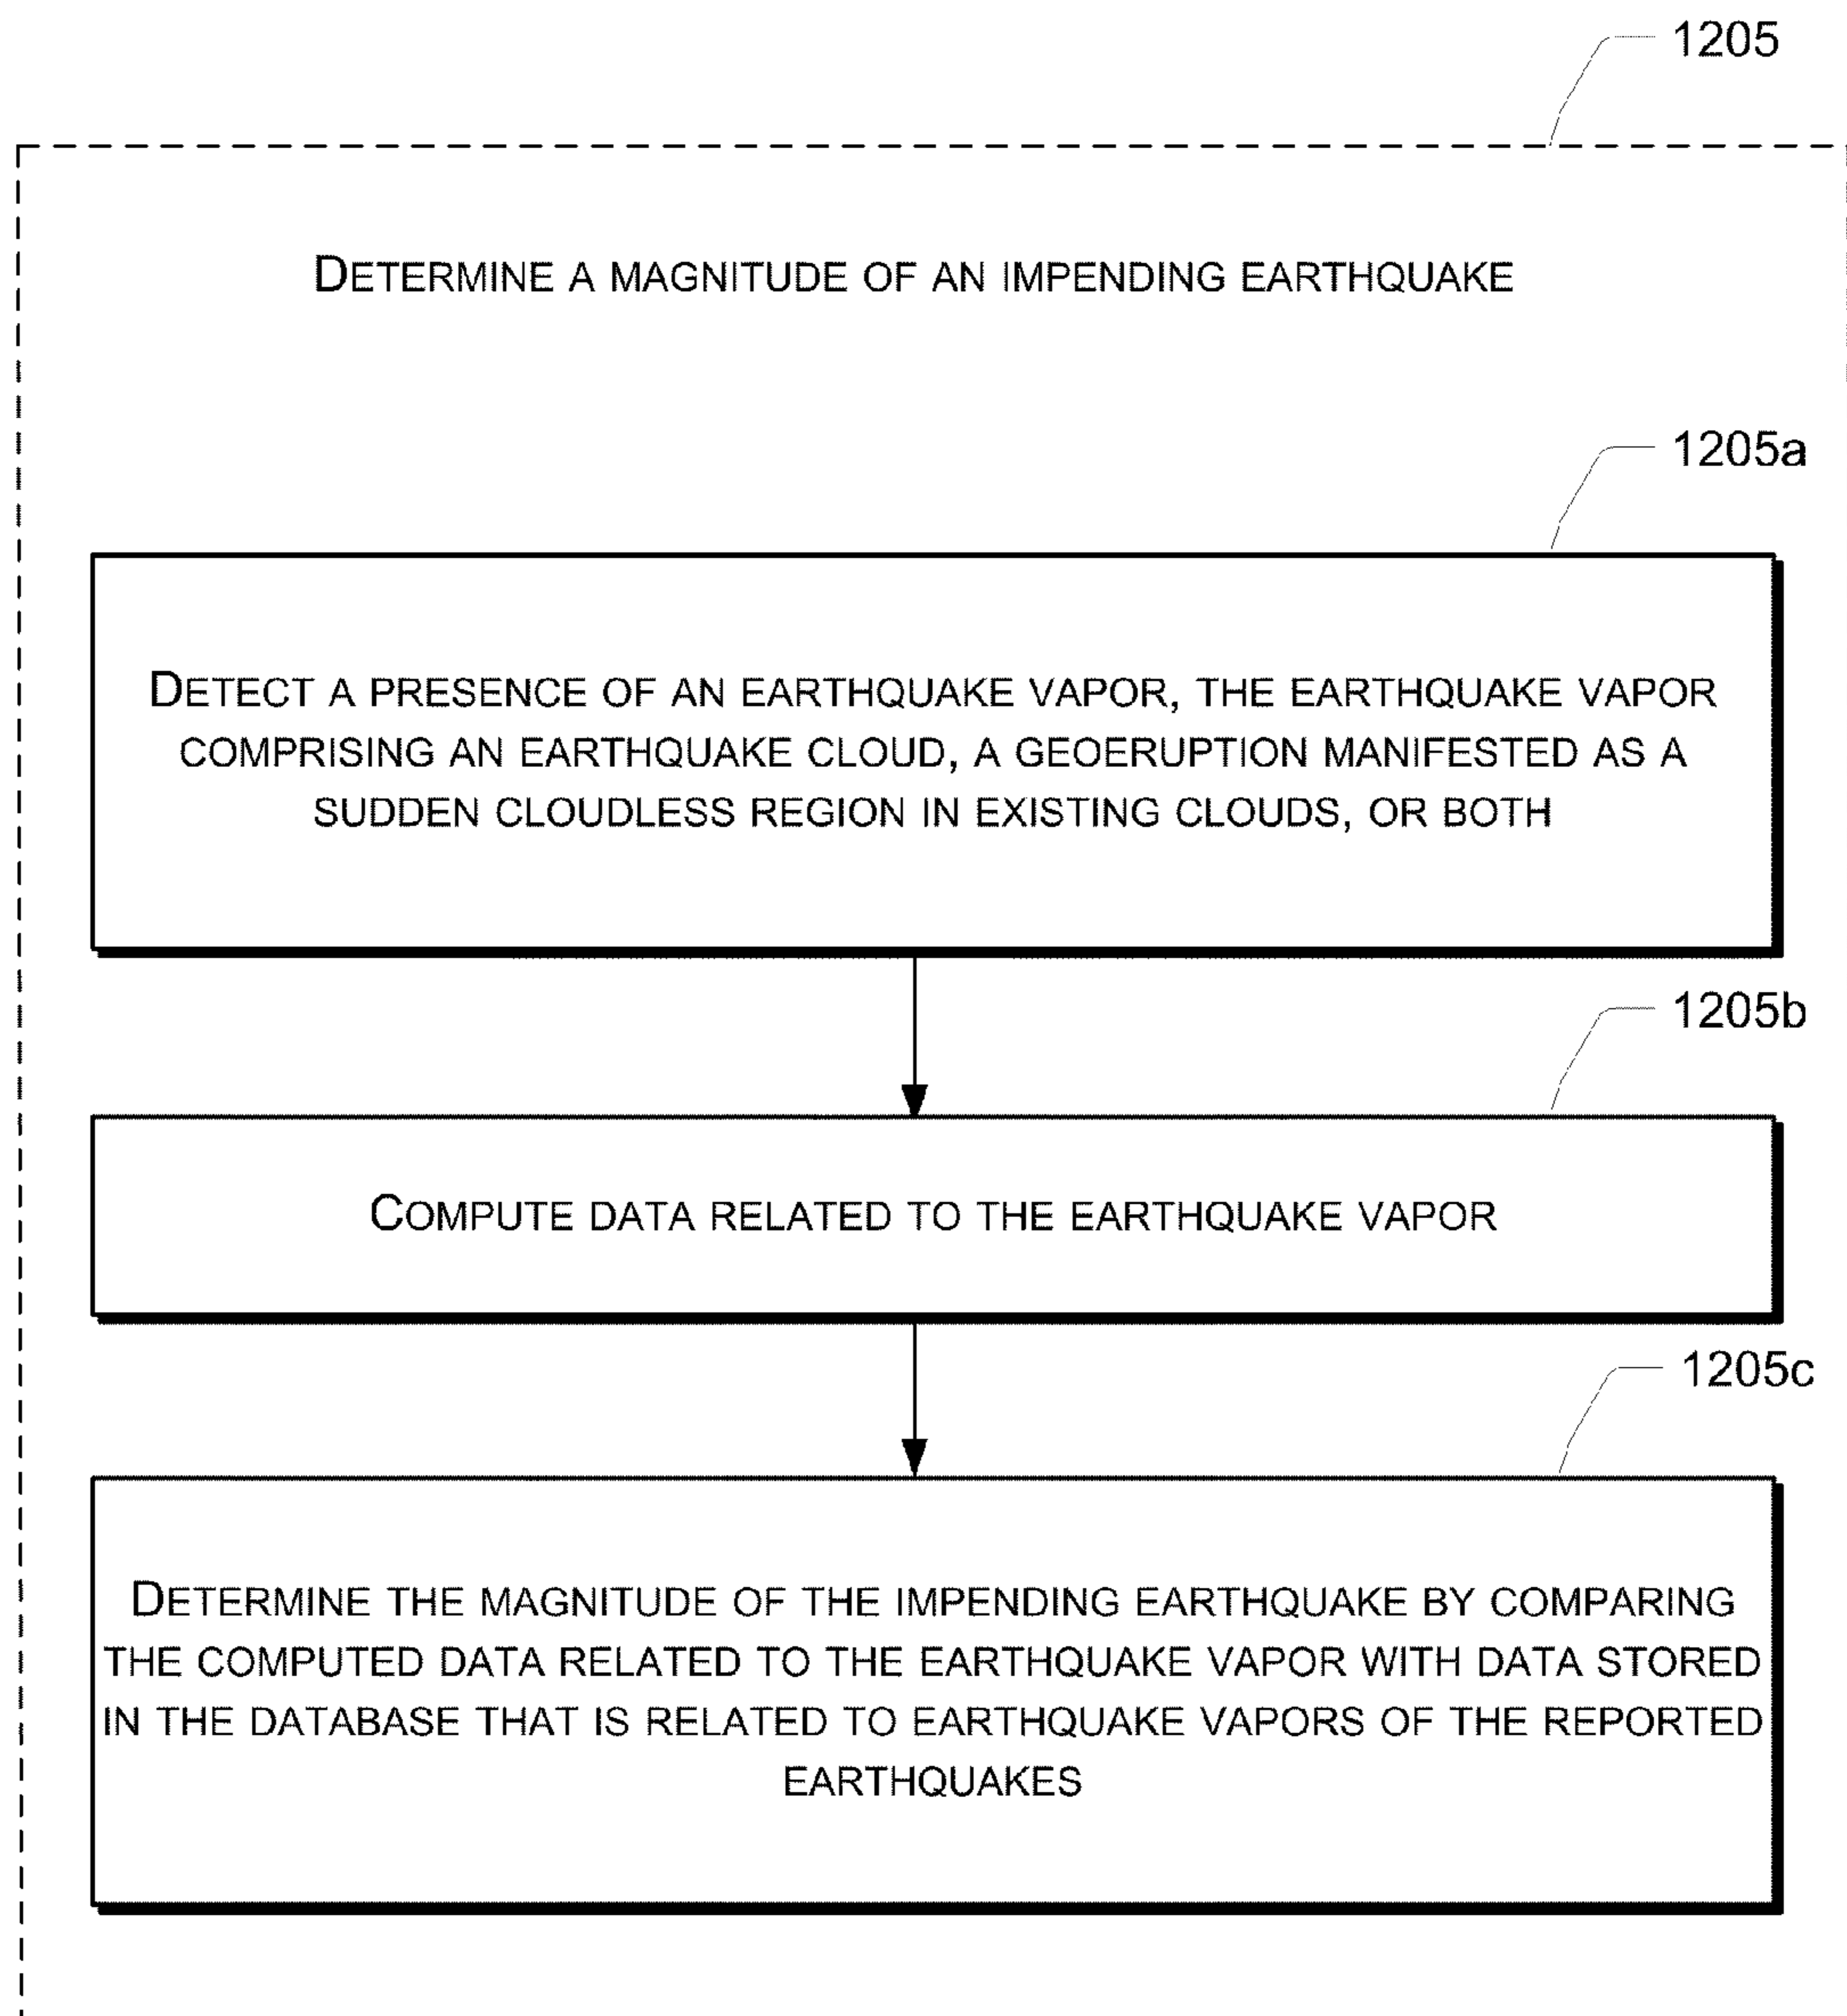 1205
DETERMINE A MAGNITUDE OF AN IMPENDING EARTHQUAKE
1205a
DETECT A PRESENCE OF AN EARTHQUAKE VAPOR, THE EARTHQUAKE VAPOR
COMPRISING AN EARTHQUAKE CLOUD, A GEOERUPTION MANIFESTED AS A
SUDDEN CLOUDLESS REGION IN EXISTING CLOUDS, OR BOTH
1205b
COMPUTE DATA RELATED TO THE EARTHQUAKE VAPOR
1205c
DETERMINE THE MAGNITUDE OF THE IMPENDING EARTHQUAKE BY COMPARING
THE COMPUTED DATA RELATED TO THE EARTHQUAKE VAPOR WITH DATA STORED
IN THE DATABASE THAT IS RELATED TO EARTHQUAKE VAPORS OF THE REPORTED
EARTHQUAKES